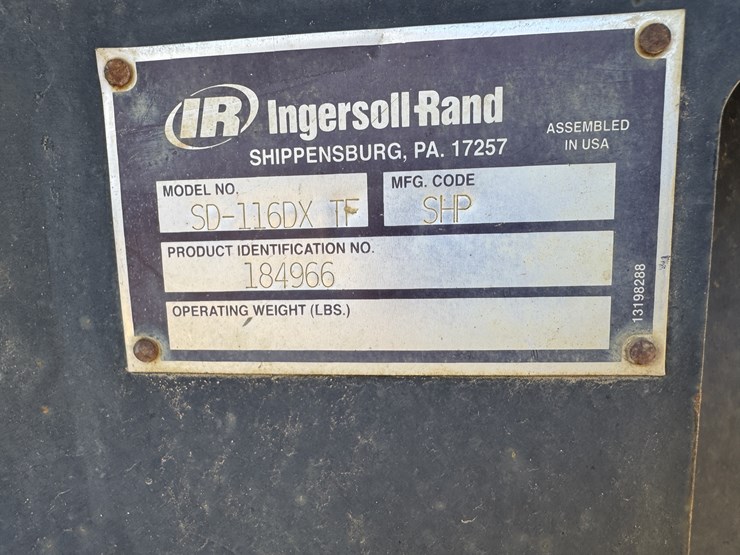 IR Ingersoll-Rand
SHIPPENSBURG, PA. 17257
ASSEMBLED
IN USA
MODEL NO.
SD-116DX TF
MFG. CODE
SHP
PRODUCT IDENTIFICATION NO.
184966
OPERATING WEIGHT (LBS.)
13198288